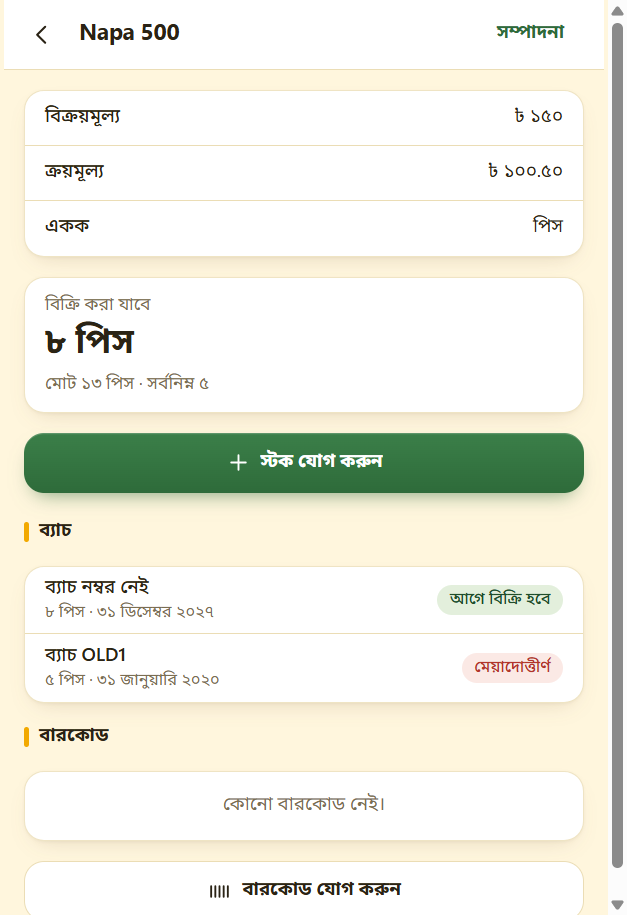 Napa 500
সম্পাদনা
বিক্রয়মূল্য
৳ ১৫০
ক্রয়মূল্য
৳ ১০০.৫০
একক
পিস
বিক্রি করা যাবে
৮ পিস
মোট ১৩ পিস · সর্বনিম্ন ৫
+ স্টক যোগ করুন
ব্যাচ
ব্যাচ নম্বর নেই
৮ পিস · ৩১ ডিসেম্বর ২০২৭
আগে বিক্রি হবে
ব্যাচ OLD1
৫ পিস · ৩১ জানুয়ারি ২০২০
মেয়াদোত্তীর্ণ
বারকোড
কোনো বারকোড নেই।
বারকোড যোগ করুন